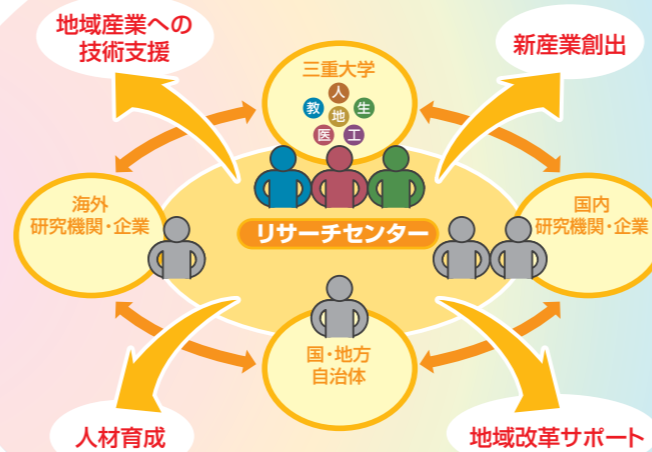 地域産業への
技術支援
新産業創出
三重大学
人
教 地 生
医 工
海外
研究機関・企業
リサーチセンター
国内
研究機関・企業
国・地方
自治体
人材育成
地域改革サポート